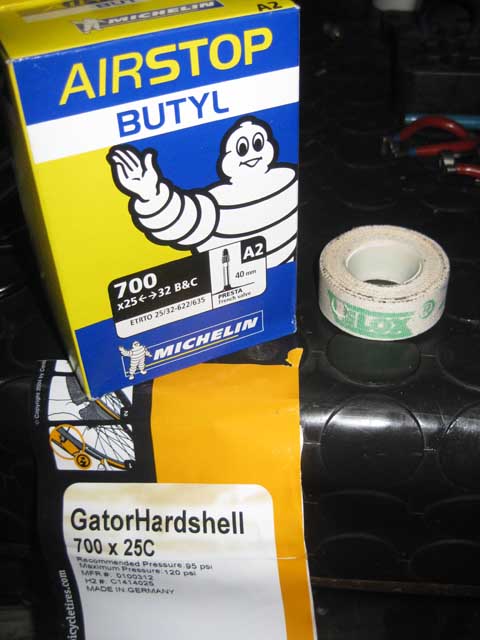 A2
MICHELIN
AIRSTOP
BUTYL
700
x25↔32 B&C
A2
40 mm
PRESTA
French valve
ETRTO 25/32-622/635
MICHELIN
GatorHardshell
700 x 25C
Recommended Pressure: 95 psi
Maximum Pressure: 120 psi
MFR #: 0100312
H2 #: C1414025
MADE IN GERMANY